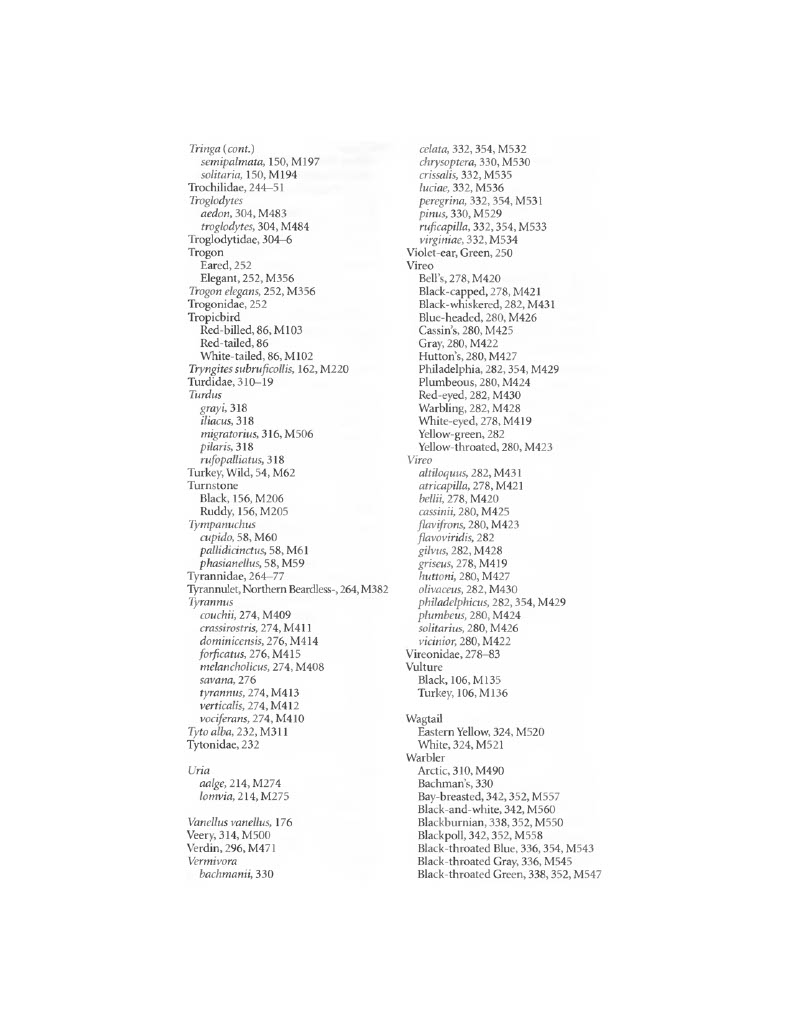 Tringa (cont.)
semipalmata, 150, M197
solitaria, 150, M194
Trochilidae, 244–51
Troglodytes
aedon, 304, M483
troglodytes, 304, M484
Troglodytidae, 304–6
Trogon
Eared, 252
Elegant, 252, M356
Trogon elegans, 252, M356
Trogonidae, 252
Tropicbird
Red-billed, 86, M103
Red-tailed, 86
White-tailed, 86, M102
Tryngites subruficollis, 162, M220
Turdidae, 310–19
Turdus
grayi, 318
iliacus, 318
migratorius, 316, M506
pilaris, 318
rufopalliatus, 318
Turkey, Wild, 54, M62
Turnstone
Black, 156, M206
Ruddy, 156, M205
Tympanuchus
cupido, 58, M60
pallidicinctus, 58, M61
phasianellus, 58, M59
Tyrannidae, 264–77
Tyrannulet, Northern Beardless-, 264, M382
Tyrannus
couchii, 274, M409
crassirostris, 274, M411
dominicensis, 276, M414
forficatus, 276, M415
melancholicus, 274, M408
savana, 276
tyrannus, 274, M413
verticalis, 274, M412
vociferans, 274, M410
Tyto alba, 232, M311
Tytonidae, 232
Uria
aalge, 214, M274
lomvia, 214, M275
Vanellus vanellus, 176
Veery, 314, M500
Verdin, 296, M471
Vermivora
bachmanii, 330
celata, 332, 354, M532
chrysoptera, 330, M530
crissalis, 332, M535
luciae, 332, M536
peregrina, 332, 354, M531
pinus, 330, M529
ruficapilla, 332, 354, M533
virginiae, 332, M534
Violet-ear, Green, 250
Vireo
Bell's, 278, M420
Black-capped, 278, M421
Black-whiskered, 282, M431
Blue-headed, 280, M426
Cassin's, 280, M425
Gray, 280, M422
Hutton's, 280, M427
Philadelphia, 282, 354, M429
Plumbeous, 280, M424
Red-eyed, 282, M430
Warbling, 282, M428
White-eyed, 278, M419
Yellow-green, 282
Yellow-throated, 280, M423
Vireo
altiloquus, 282, M431
atricapilla, 278, M421
bellii, 278, M420
cassinii, 280, M425
flavifrons, 280, M423
flavoviridis, 282
gilvus, 282, M428
griseus, 278, M419
huttoni, 280, M427
olivaceus, 282, M430
philadelphicus, 282, 354, M429
plumbeus, 280, M424
solitarius, 280, M426
vicinior, 280, M422
Vireonidae, 278–83
Vulture
Black, 106, M135
Turkey, 106, M136
Wagtail
Eastern Yellow, 324, M520
White, 324, M521
Warbler
Arctic, 310, M490
Bachman's, 330
Bay-breasted, 342, 352, M557
Black-and-white, 342, M560
Blackburnian, 338, 352, M550
Blackpoll, 342, 352, M558
Black-throated Blue, 336, 354, M543
Black-throated Gray, 336, M545
Black-throated Green, 338, 352, M547